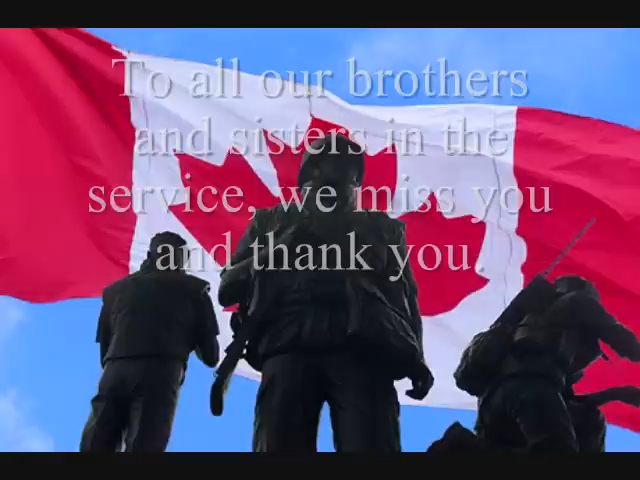 To all our brothers
and sisters in the
service, we miss you
and thank you